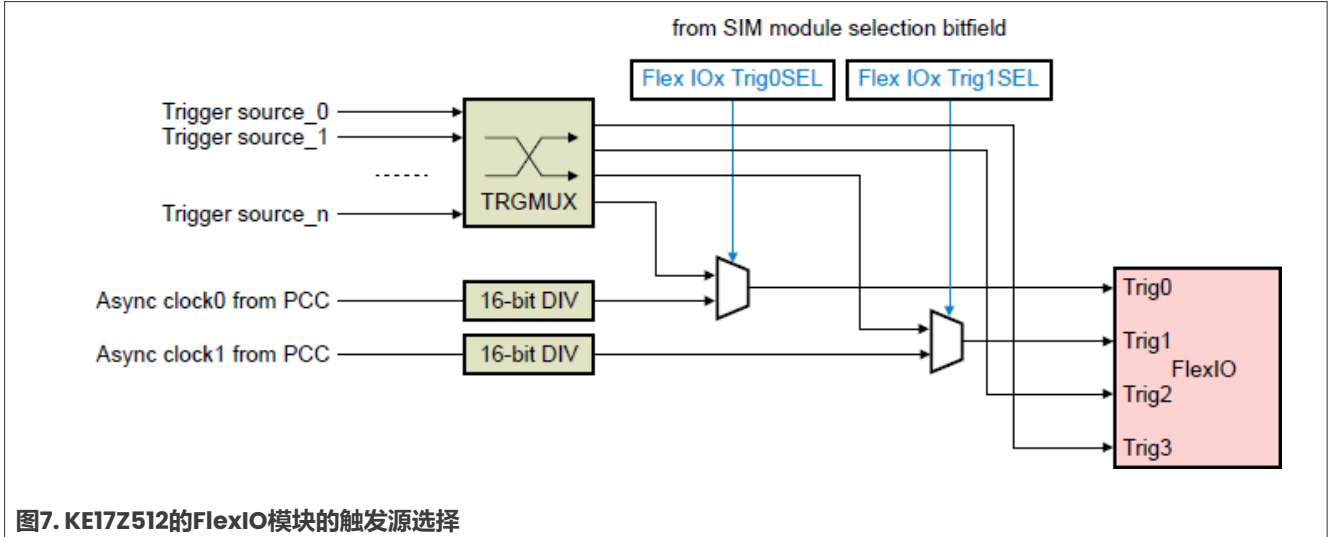 from SIM module selection bitfield
Flex IOx Trig0SEL
Flex IOx Trig1SEL
Trigger source_0
Trigger source_1
------
Trigger source_n
TRGMUX
Async clock0 from PCC
16-bit DIV
Async clock1 from PCC
16-bit DIV
Trig0
Trig1
FlexIO
Trig2
Trig3
图7. KE17Z512的FlexIO模块的触发源选择